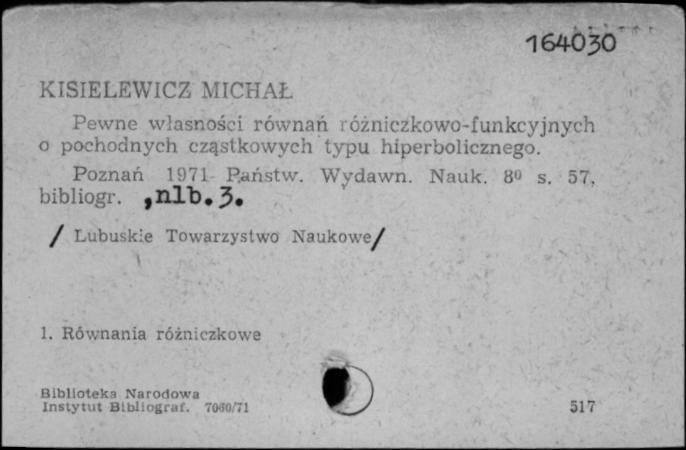 164030
KISIELEWICZ MICHAŁ
Pewne własności równań różniczkowo-funkcyjnych
o pochodnych cząstkowych typu hiperbolicznego.
Poznań 1971 Państw. Wydawn. Nauk. 8⁰ s. 57,
bibliogr. ,nlb.3.
/ Lubuskie Towarzystwo Naukowe/
1. Równania różniczkowe
Biblioteka Narodowa
Instytut Bibliograf. 7060/71
517